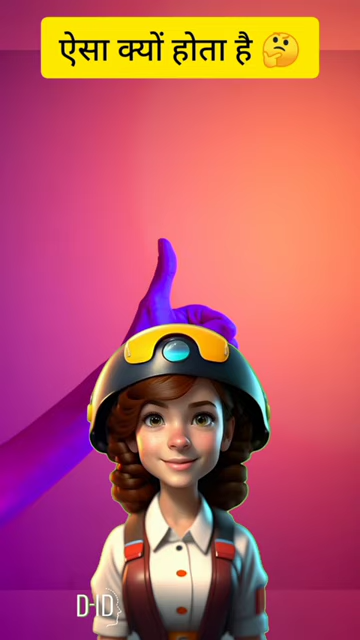 ऐसा क्यों होता है 🤔
D-ID